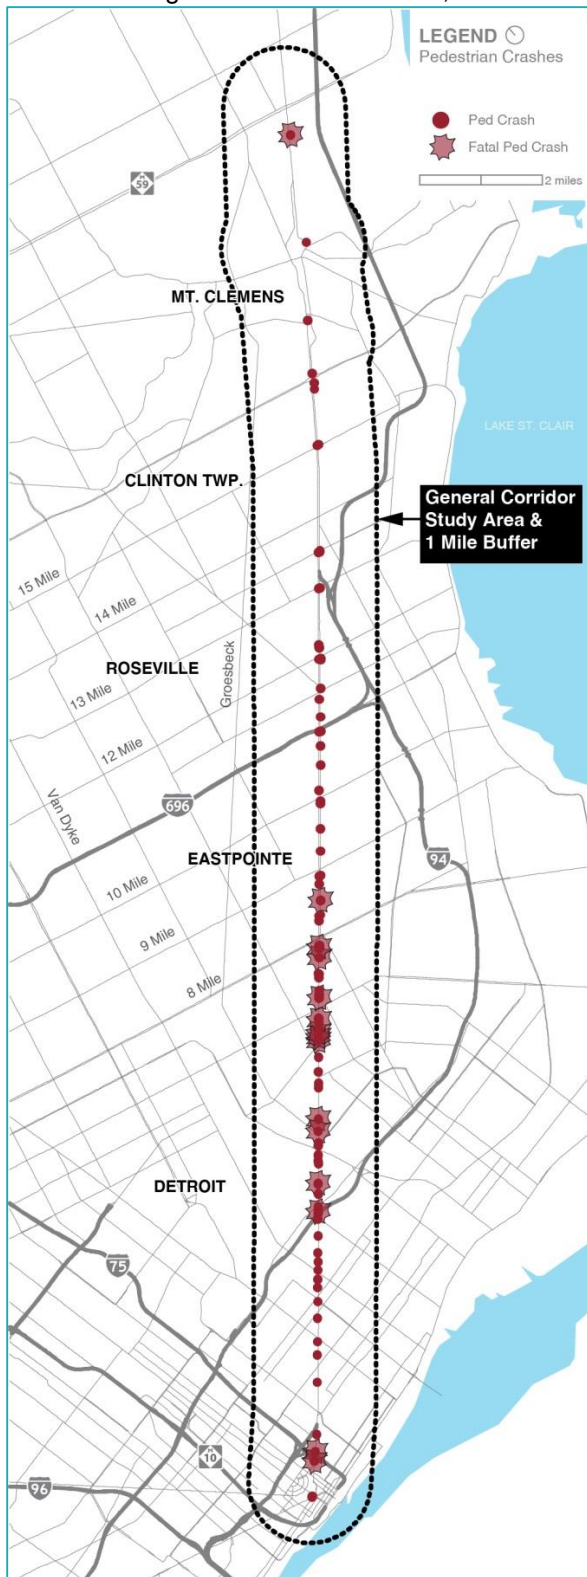 LEGEND
Pedestrian Crashes
Ped Crash
Fatal Ped Crash
2 miles
M
59
MT. CLEMENS
LAKE ST. CLAIR
CLINTON TWP.
General Corridor
Study Area &
1 Mile Buffer
15 Mile
14 Mile
ROSEVILLE
Groesbeck
13 Mile
12 Mile
Van Dyke
696
EASTPOINTE
94
10 Mile
9 Mile
8 Mile
DETROIT
75
M
10
96